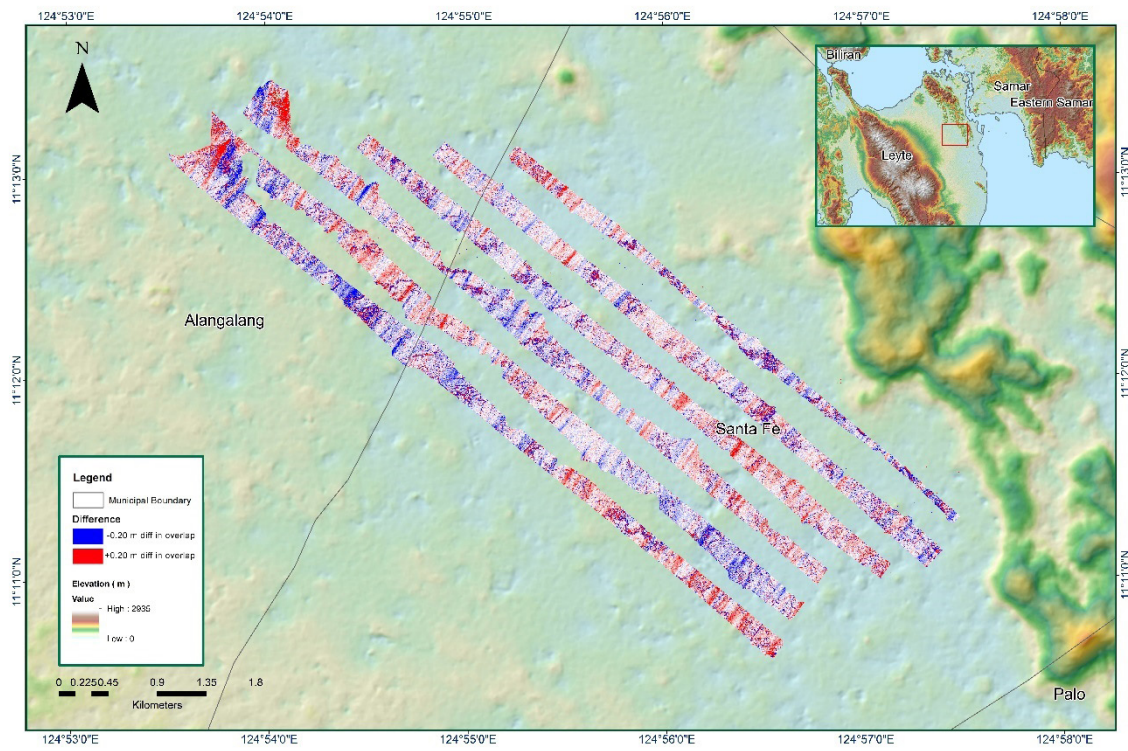 124°53'0"E 124°54'0"E 124°55'0"E 124°56'0"E 124°57'0"E 124°58'0"E
N
Biliran
Samar
Eastern Samar
Leyte
11°13'0"N
11°13'0"N
Alangalang
11°12'0"N
11°12'0"N
Santa Fe
Legend
Municipal Boundary
Difference
-0.20 m diff in overlap
+0.20 m diff in overlap
Elevation ( m )
Value
High : 2935
Low : 0
11°11'0"N
11°11'0"N
0 0.225 0.45 0.9 1.35 1.8
Kilometers
Palo
124°53'0"E 124°54'0"E 124°55'0"E 124°56'0"E 124°57'0"E 124°58'0"E